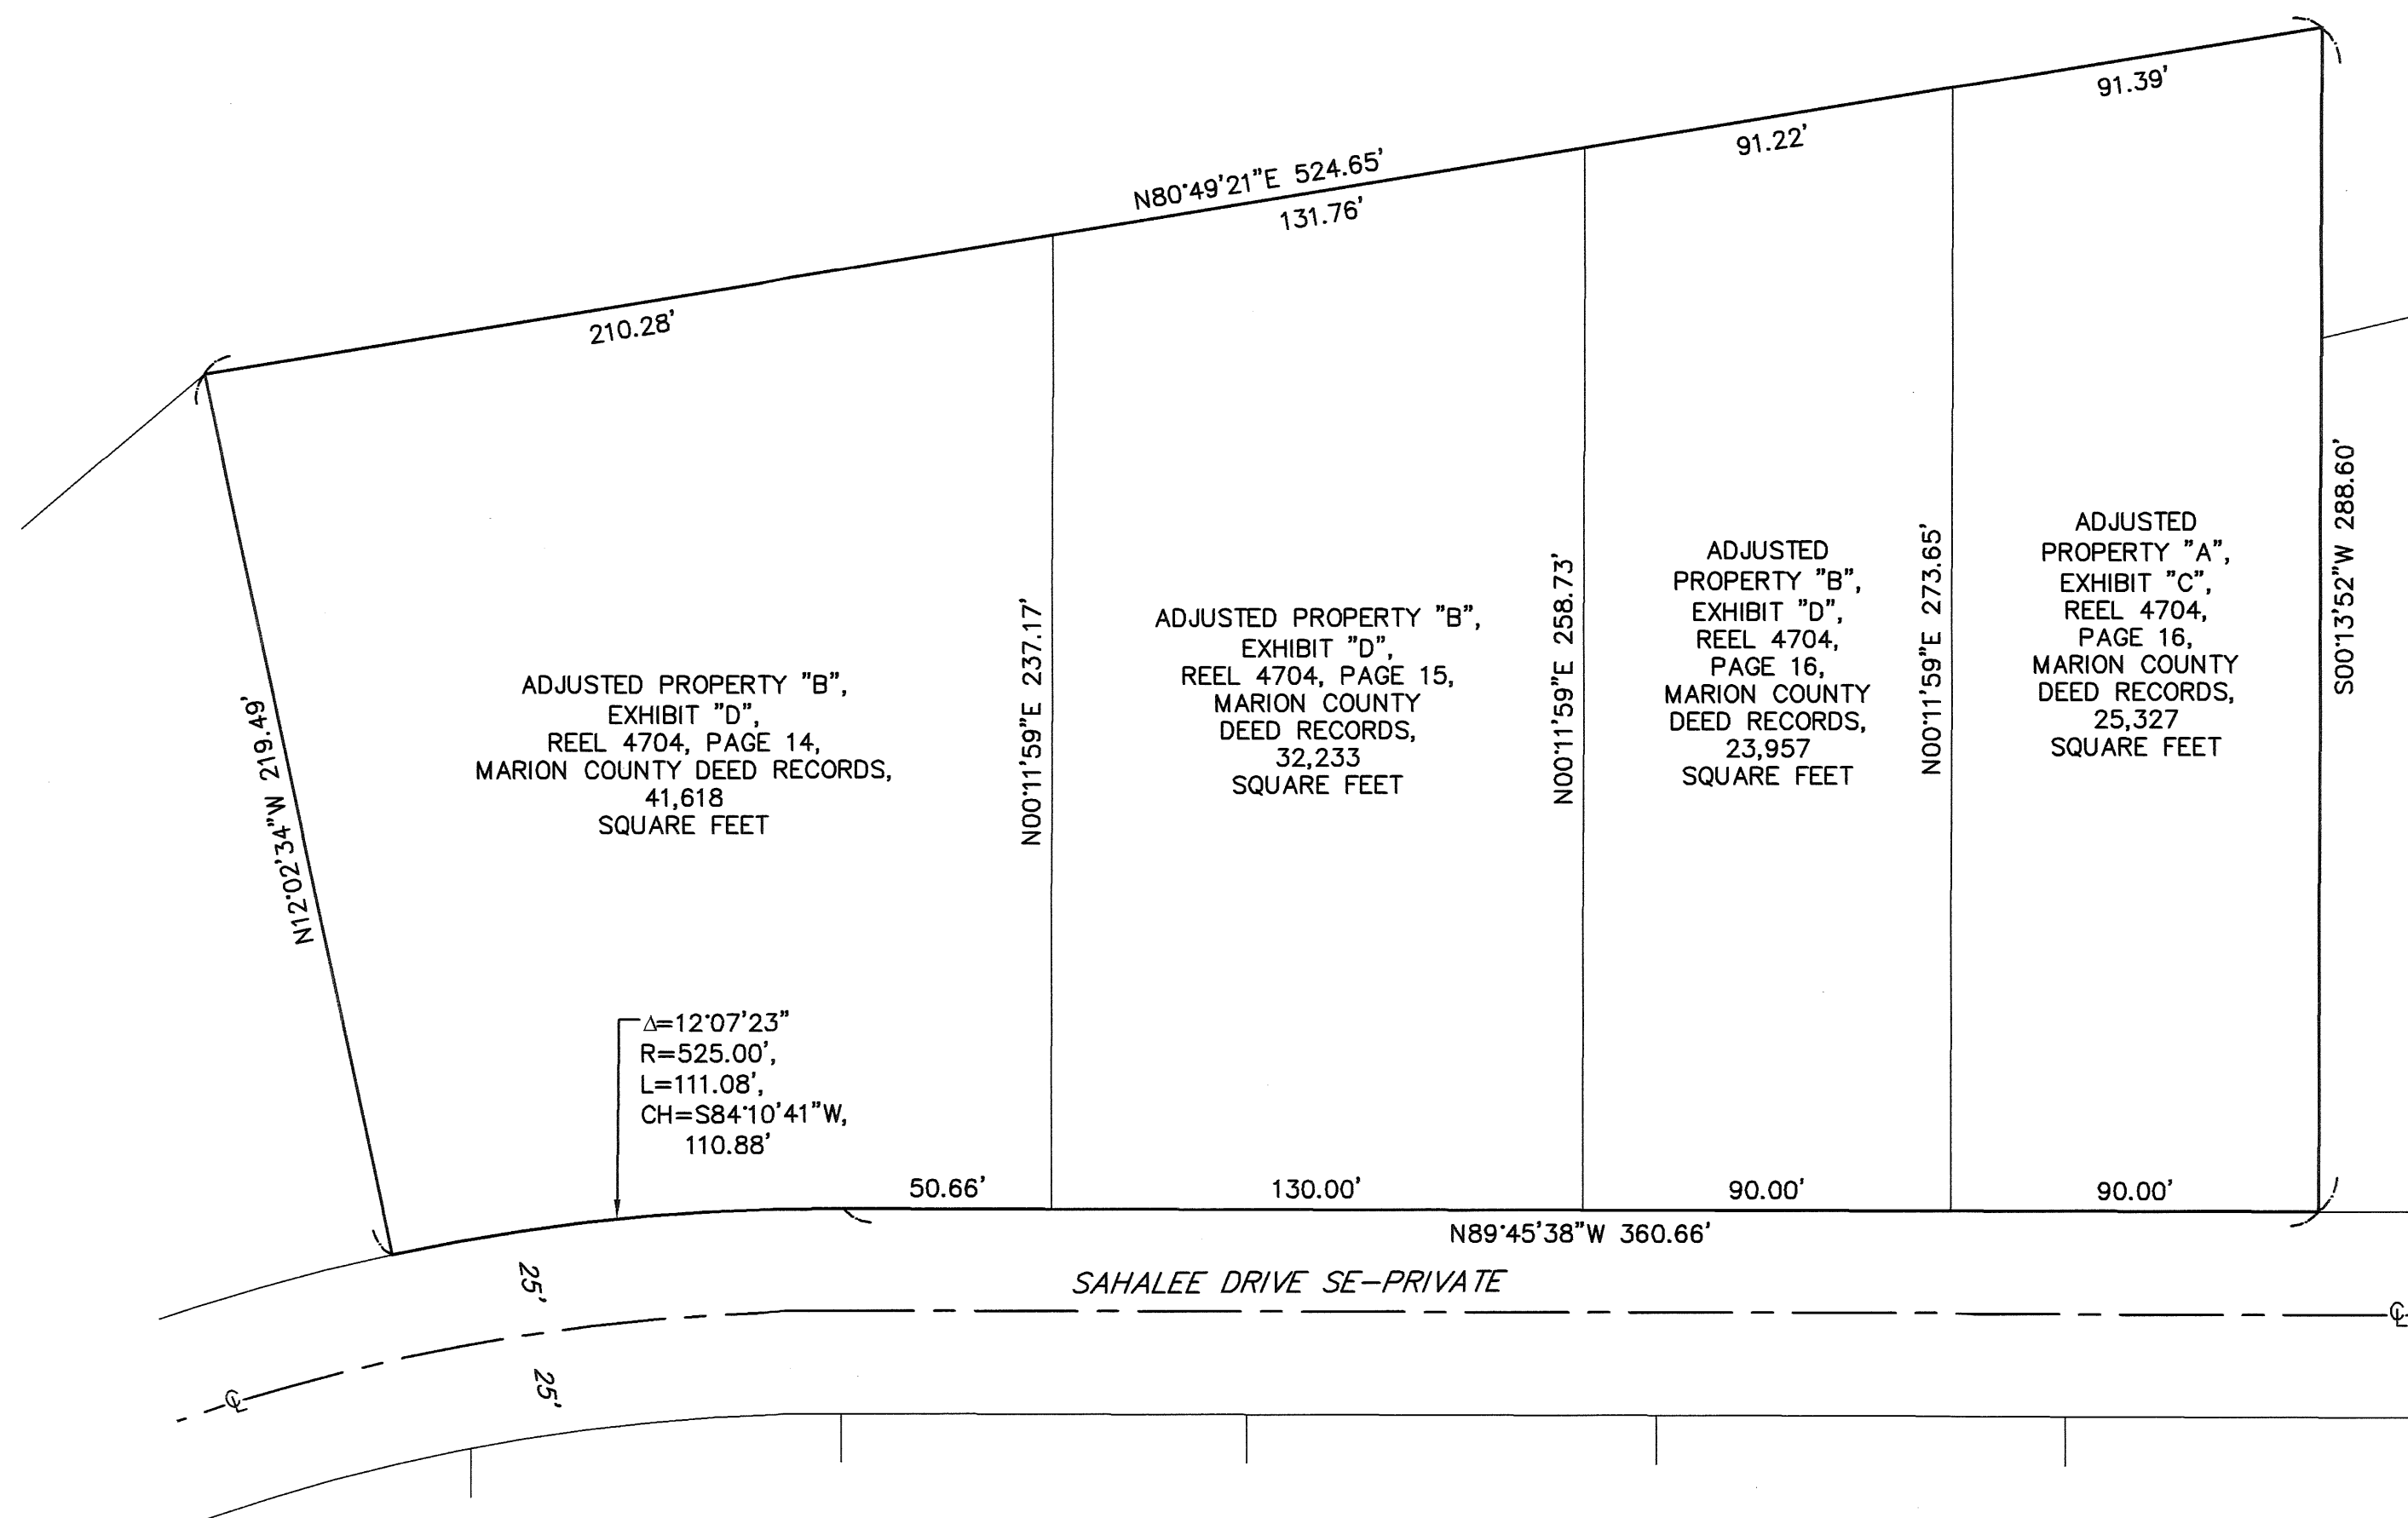 91.39'
91.22'
N80°49'21"E 524.65'
131.76'
210.28'
N12°02'34"W 219.49'
ADJUSTED PROPERTY "B",
EXHIBIT "D",
REEL 4704, PAGE 14,
MARION COUNTY DEED RECORDS,
41,618
SQUARE FEET
N00°11'59"E 237.17'
ADJUSTED PROPERTY "B",
EXHIBIT "D",
REEL 4704, PAGE 15,
MARION COUNTY
DEED RECORDS,
32,233
SQUARE FEET
N00°11'59"E 258.73'
ADJUSTED
PROPERTY "B",
EXHIBIT "D",
REEL 4704,
PAGE 16,
MARION COUNTY
DEED RECORDS,
23,957
SQUARE FEET
N00°11'59"E 273.65'
ADJUSTED
PROPERTY "A",
EXHIBIT "C",
REEL 4704,
PAGE 16,
MARION COUNTY
DEED RECORDS,
25,327
SQUARE FEET
S00°13'52"W 288.60'
Δ=12°07'23"
R=525.00',
L=111.08',
CH=S84°10'41"W,
110.88'
50.66'
130.00'
90.00'
90.00'
N89°45'38"W 360.66'
25'
SAHALEE DRIVE SE-PRIVATE
℄
25'
℄